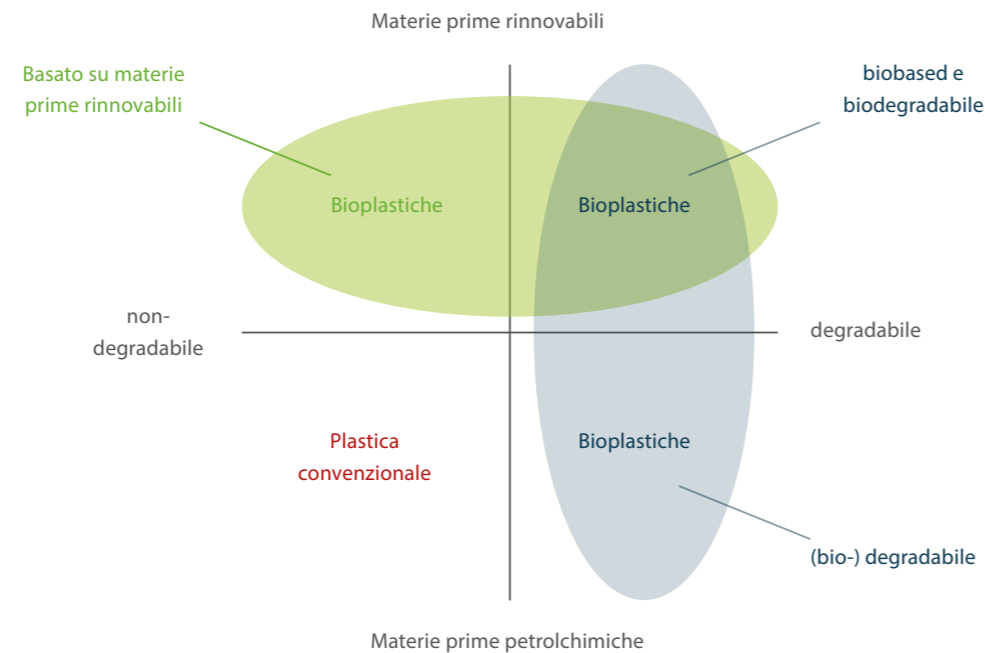 Materie prime rinnovabili
Basato su materie
prime rinnovabili
biobased e
biodegradabile
Bioplastiche
Bioplastiche
non-
degradabile
degradabile
Plastica
convenzionale
Bioplastiche
(bio-) degradabile
Materie prime petrolchimiche